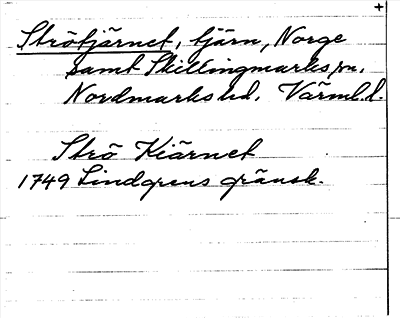 +
Strötjärnet, tjärn, Norge
samt Skillingmarks sn.
Nordmarks hd. Värml. l.
Strö Kiärnet
1749 Lindgrens gränsk.